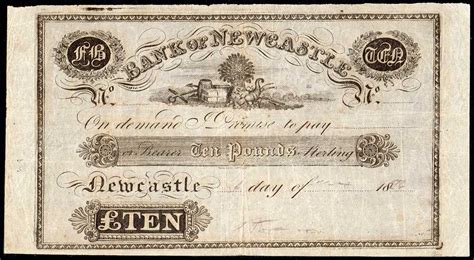 FB BANK OF NEWCASTLE TEN
No. No.
On demand I Promise to pay
or Bearer Ten Pounds Sterling
Newcastle day of 18
£TEN